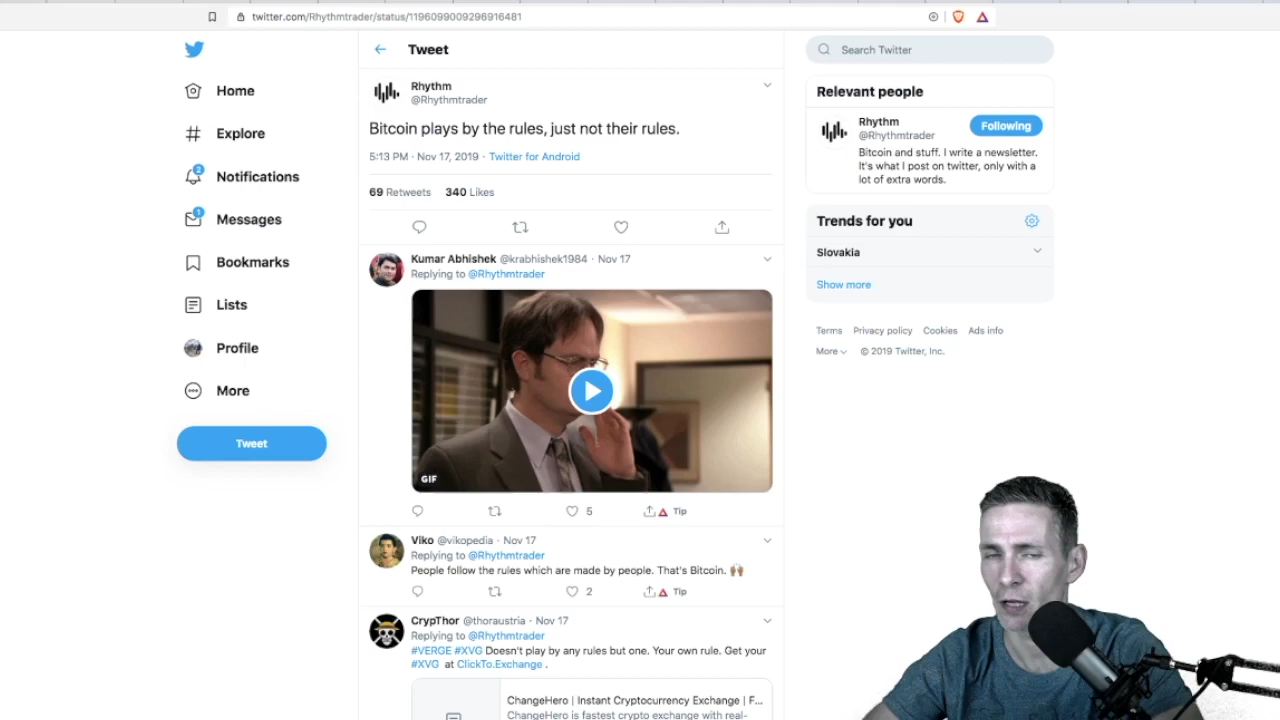 twitter.com/Rhythmtrader/status/1196099009296916481
Home
Explore
2
Notifications
1
Messages
Bookmarks
Lists
Profile
More
Tweet
Tweet
Rhythm
@Rhythmtrader
Bitcoin plays by the rules, just not their rules.
5:13 PM · Nov 17, 2019 · Twitter for Android
69 Retweets 340 Likes
Kumar Abhishek @krabhishek1984 · Nov 17
Replying to @Rhythmtrader
GIF
5 Tip
Viko @vikopedia · Nov 17
Replying to @Rhythmtrader
People follow the rules which are made by people. That's Bitcoin. 🙌🏽
2 Tip
CrypThor @thoraustria · Nov 17
Replying to @Rhythmtrader
#VERGE #XVG Doesn't play by any rules but one. Your own rule. Get your
#XVG at ClickTo.Exchange .
ChangeHero | Instant Cryptocurrency Exchange | F...
ChangeHero is fastest crypto exchange with real-
Search Twitter
Relevant people
Rhythm
@Rhythmtrader
Following
Bitcoin and stuff. I write a newsletter.
It's what I post on twitter, only with a
lot of extra words.
Trends for you
Slovakia
Show more
Terms Privacy policy Cookies Ads info
More © 2019 Twitter, Inc.